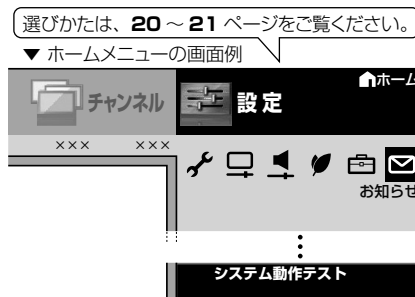 選びかたは、20～21 ページをご覧ください。
▼ ホームメニューの画面例
チャンネル
設定
ホーム
××× ×××
お知らせ
システム動作テスト